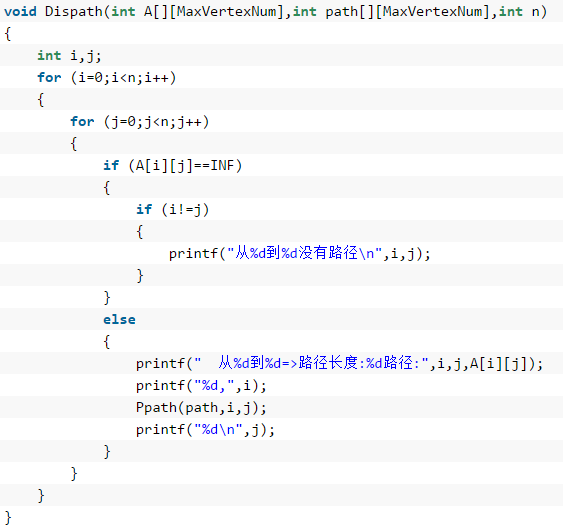 void Dispath(int A[][MaxVertexNum],int path[][MaxVertexNum],int n)
{
    int i,j;
    for (i=0;i<n;i++)
    {
        for (j=0;j<n;j++)
        {
            if (A[i][j]==INF)
            {
                if (i!=j)
                {
                    printf("从%d到%d没有路径\n",i,j);
                }
            }
            else
            {
                printf("  从%d到%d=>路径长度:%d路径:",i,j,A[i][j]);
                printf("%d,",i);
                Ppath(path,i,j);
                printf("%d\n",j);
            }
        }
    }
}